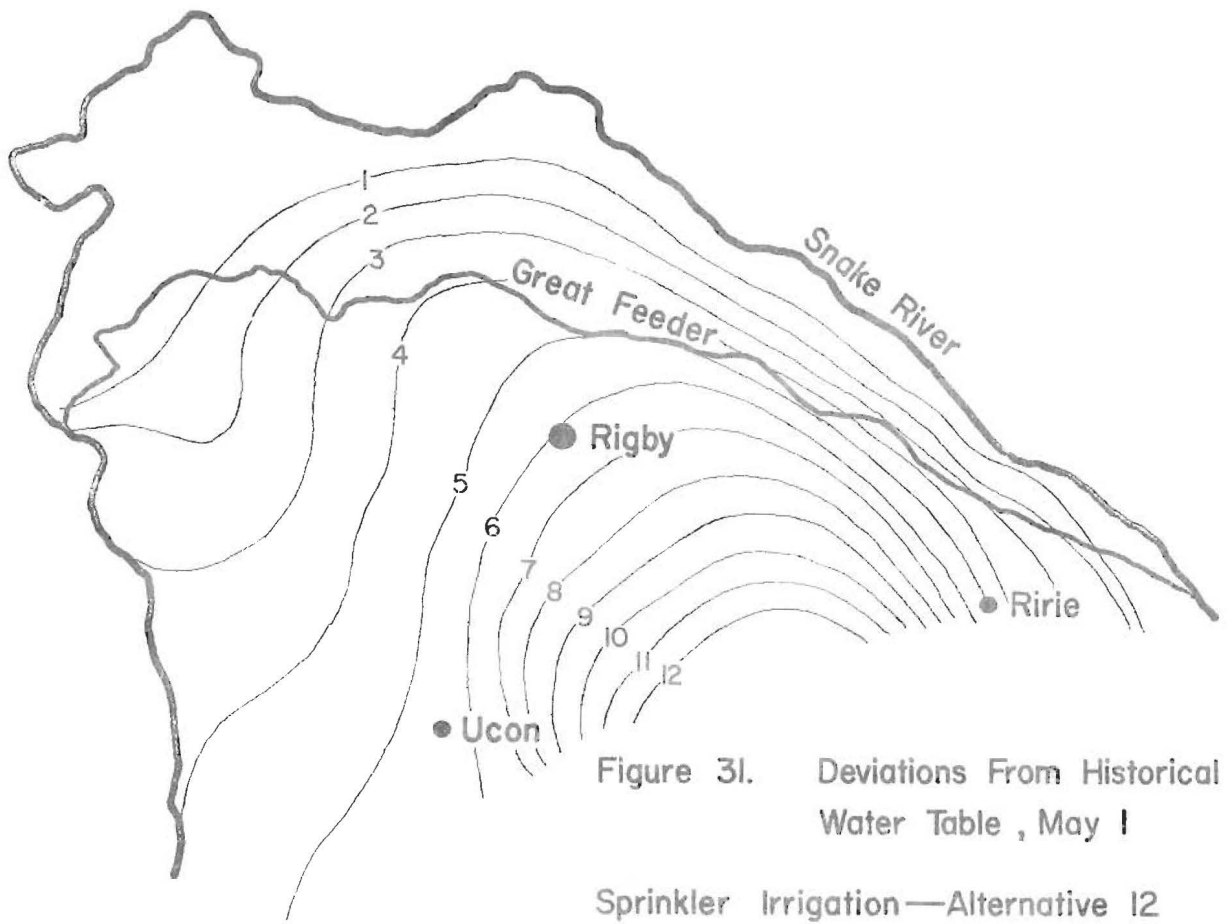 1
2
3
Snake River
Great Feeder
4
Rigby
5
6
7
8
9
10
11
12
Ririe
Ucon
Figure 31. Deviations From Historical
Water Table , May 1
Sprinkler Irrigation—Alternative 12